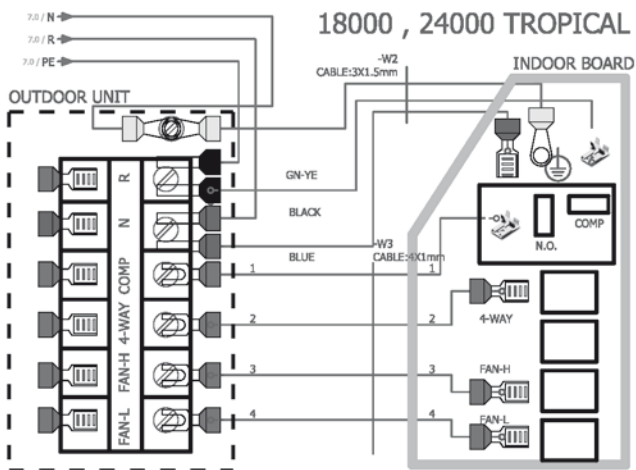 7.0 / N
7.0 / R
7.0 / PE
18000 , 24000 TROPICAL
-W2
CABLE:3X1.5mm
INDOOR BOARD
OUTDOOR UNIT
R
N
COMP
4-WAY
FAN-H
FAN-L
GN-YE
BLACK
BLUE
-W3
CABLE:4X1mm
1
1
2
2
3
3
4
4
N.O.
COMP
4-WAY
FAN-H
FAN-L